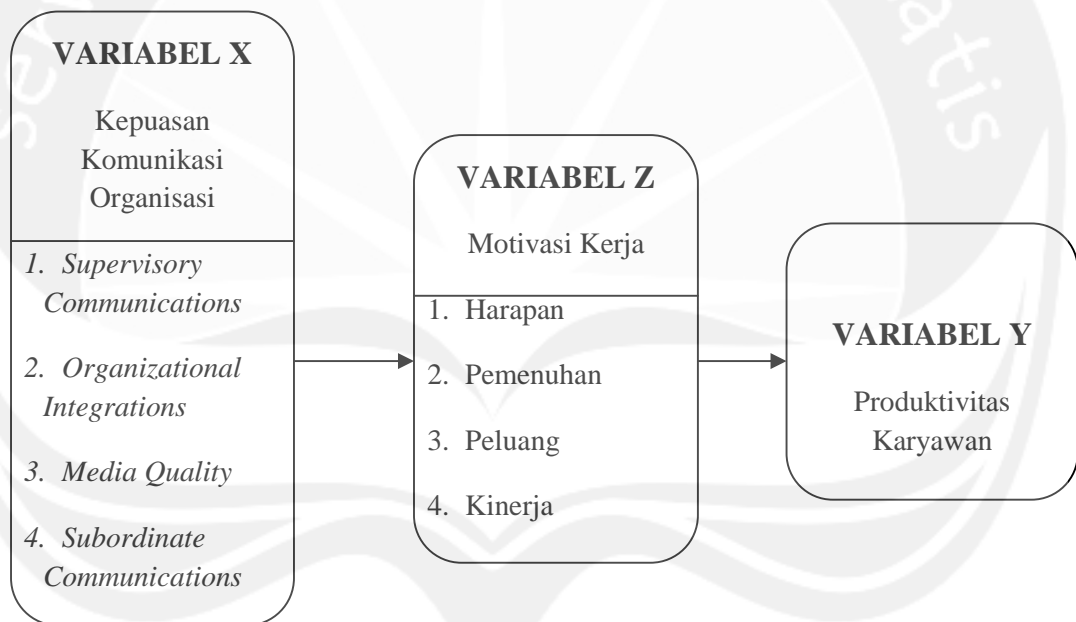 VARIABEL X
Kepuasan
Komunikasi
Organisasi
1. Supervisory
Communications
2. Organizational
Integrations
3. Media Quality
4. Subordinate
Communications
VARIABEL Z
Motivasi Kerja
1. Harapan
2. Pemenuhan
3. Peluang
4. Kinerja
VARIABEL Y
Produktivitas
Karyawan